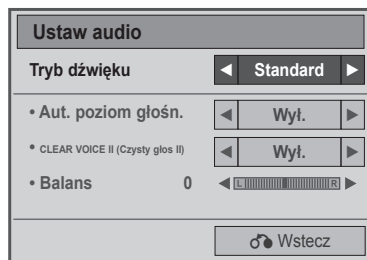 Ustaw audio
Tryb dźwięku ◄ Standard ►
• Aut. poziom głośn. ◄ Wył. ►
• CLEAR VOICE II (Czysty głos II) ◄ Wył. ►
• Balans 0 ◄ L R ►
Wstecz